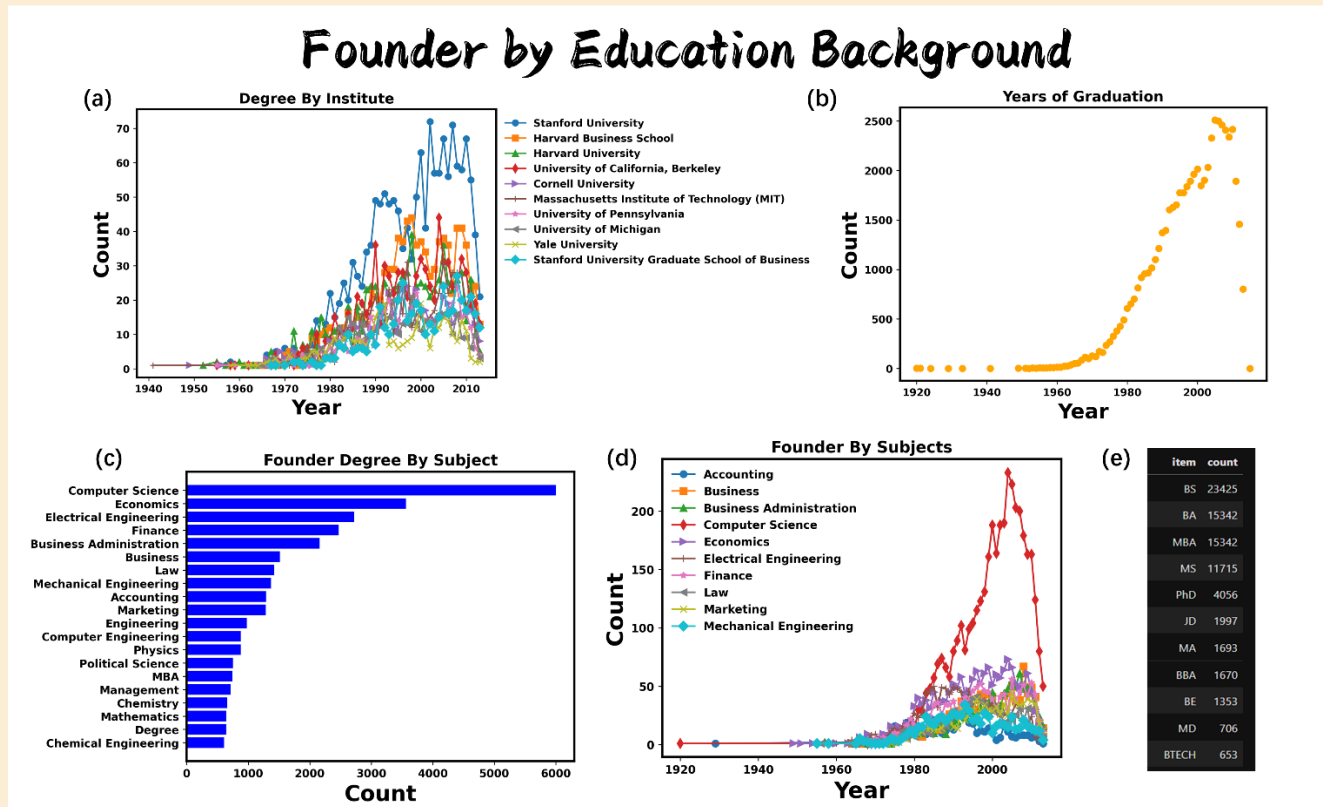 Founder by Education Background
(a)
Degree By Institute
Count
70
60
50
40
30
20
10
0
1940 1950 1960 1970 1980 1990 2000 2010
Year
Stanford University
Harvard Business School
Harvard University
University of California, Berkeley
Cornell University
Massachusetts Institute of Technology (MIT)
University of Pennsylvania
University of Michigan
Yale University
Stanford University Graduate School of Business
(b)
Years of Graduation
Count
2500
2000
1500
1000
500
0
1920 1940 1960 1980 2000
Year
(c)
Founder Degree By Subject
Computer Science
Economics
Electrical Engineering
Finance
Business Administration
Business
Law
Mechanical Engineering
Accounting
Marketing
Engineering
Computer Engineering
Physics
Political Science
MBA
Management
Chemistry
Mathematics
Degree
Chemical Engineering
0 1000 2000 3000 4000 5000 6000
Count
(d)
Founder By Subjects
Count
200
150
100
50
0
Accounting
Business
Business Administration
Computer Science
Economics
Electrical Engineering
Finance
Law
Marketing
Mechanical Engineering
1920 1940 1960 1980 2000
Year
(e)
item count
BS 23425
BA 15342
MBA 15342
MS 11715
PhD 4056
JD 1997
MA 1693
BBA 1670
BE 1353
MD 706
BTECH 653